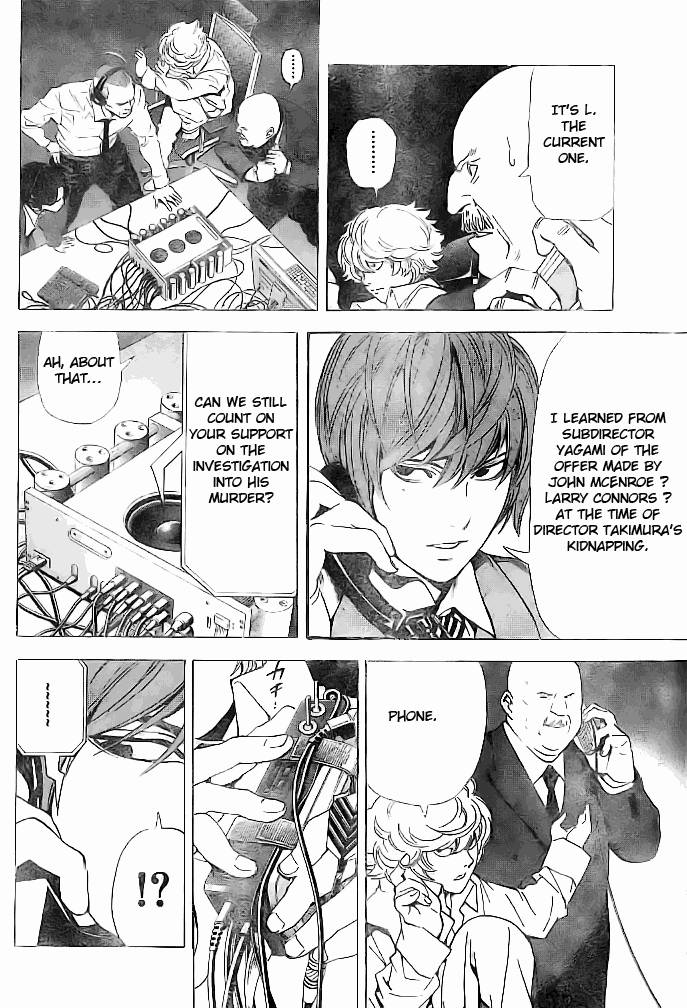 IT'S L.
THE
CURRENT
ONE.
........
.......
I LEARNED FROM
SUBDIRECTOR
YAGAMI OF THE
OFFER MADE BY
JOHN MCENROE ?
LARRY CONNORS ?
AT THE TIME OF
DIRECTOR TAKIMURA'S
KIDNAPPING.
CAN WE STILL
COUNT ON
YOUR SUPPORT
ON THE
INVESTIGATION
INTO HIS
MURDER?
AH, ABOUT
THAT...
PHONE.
~~~~~
!?